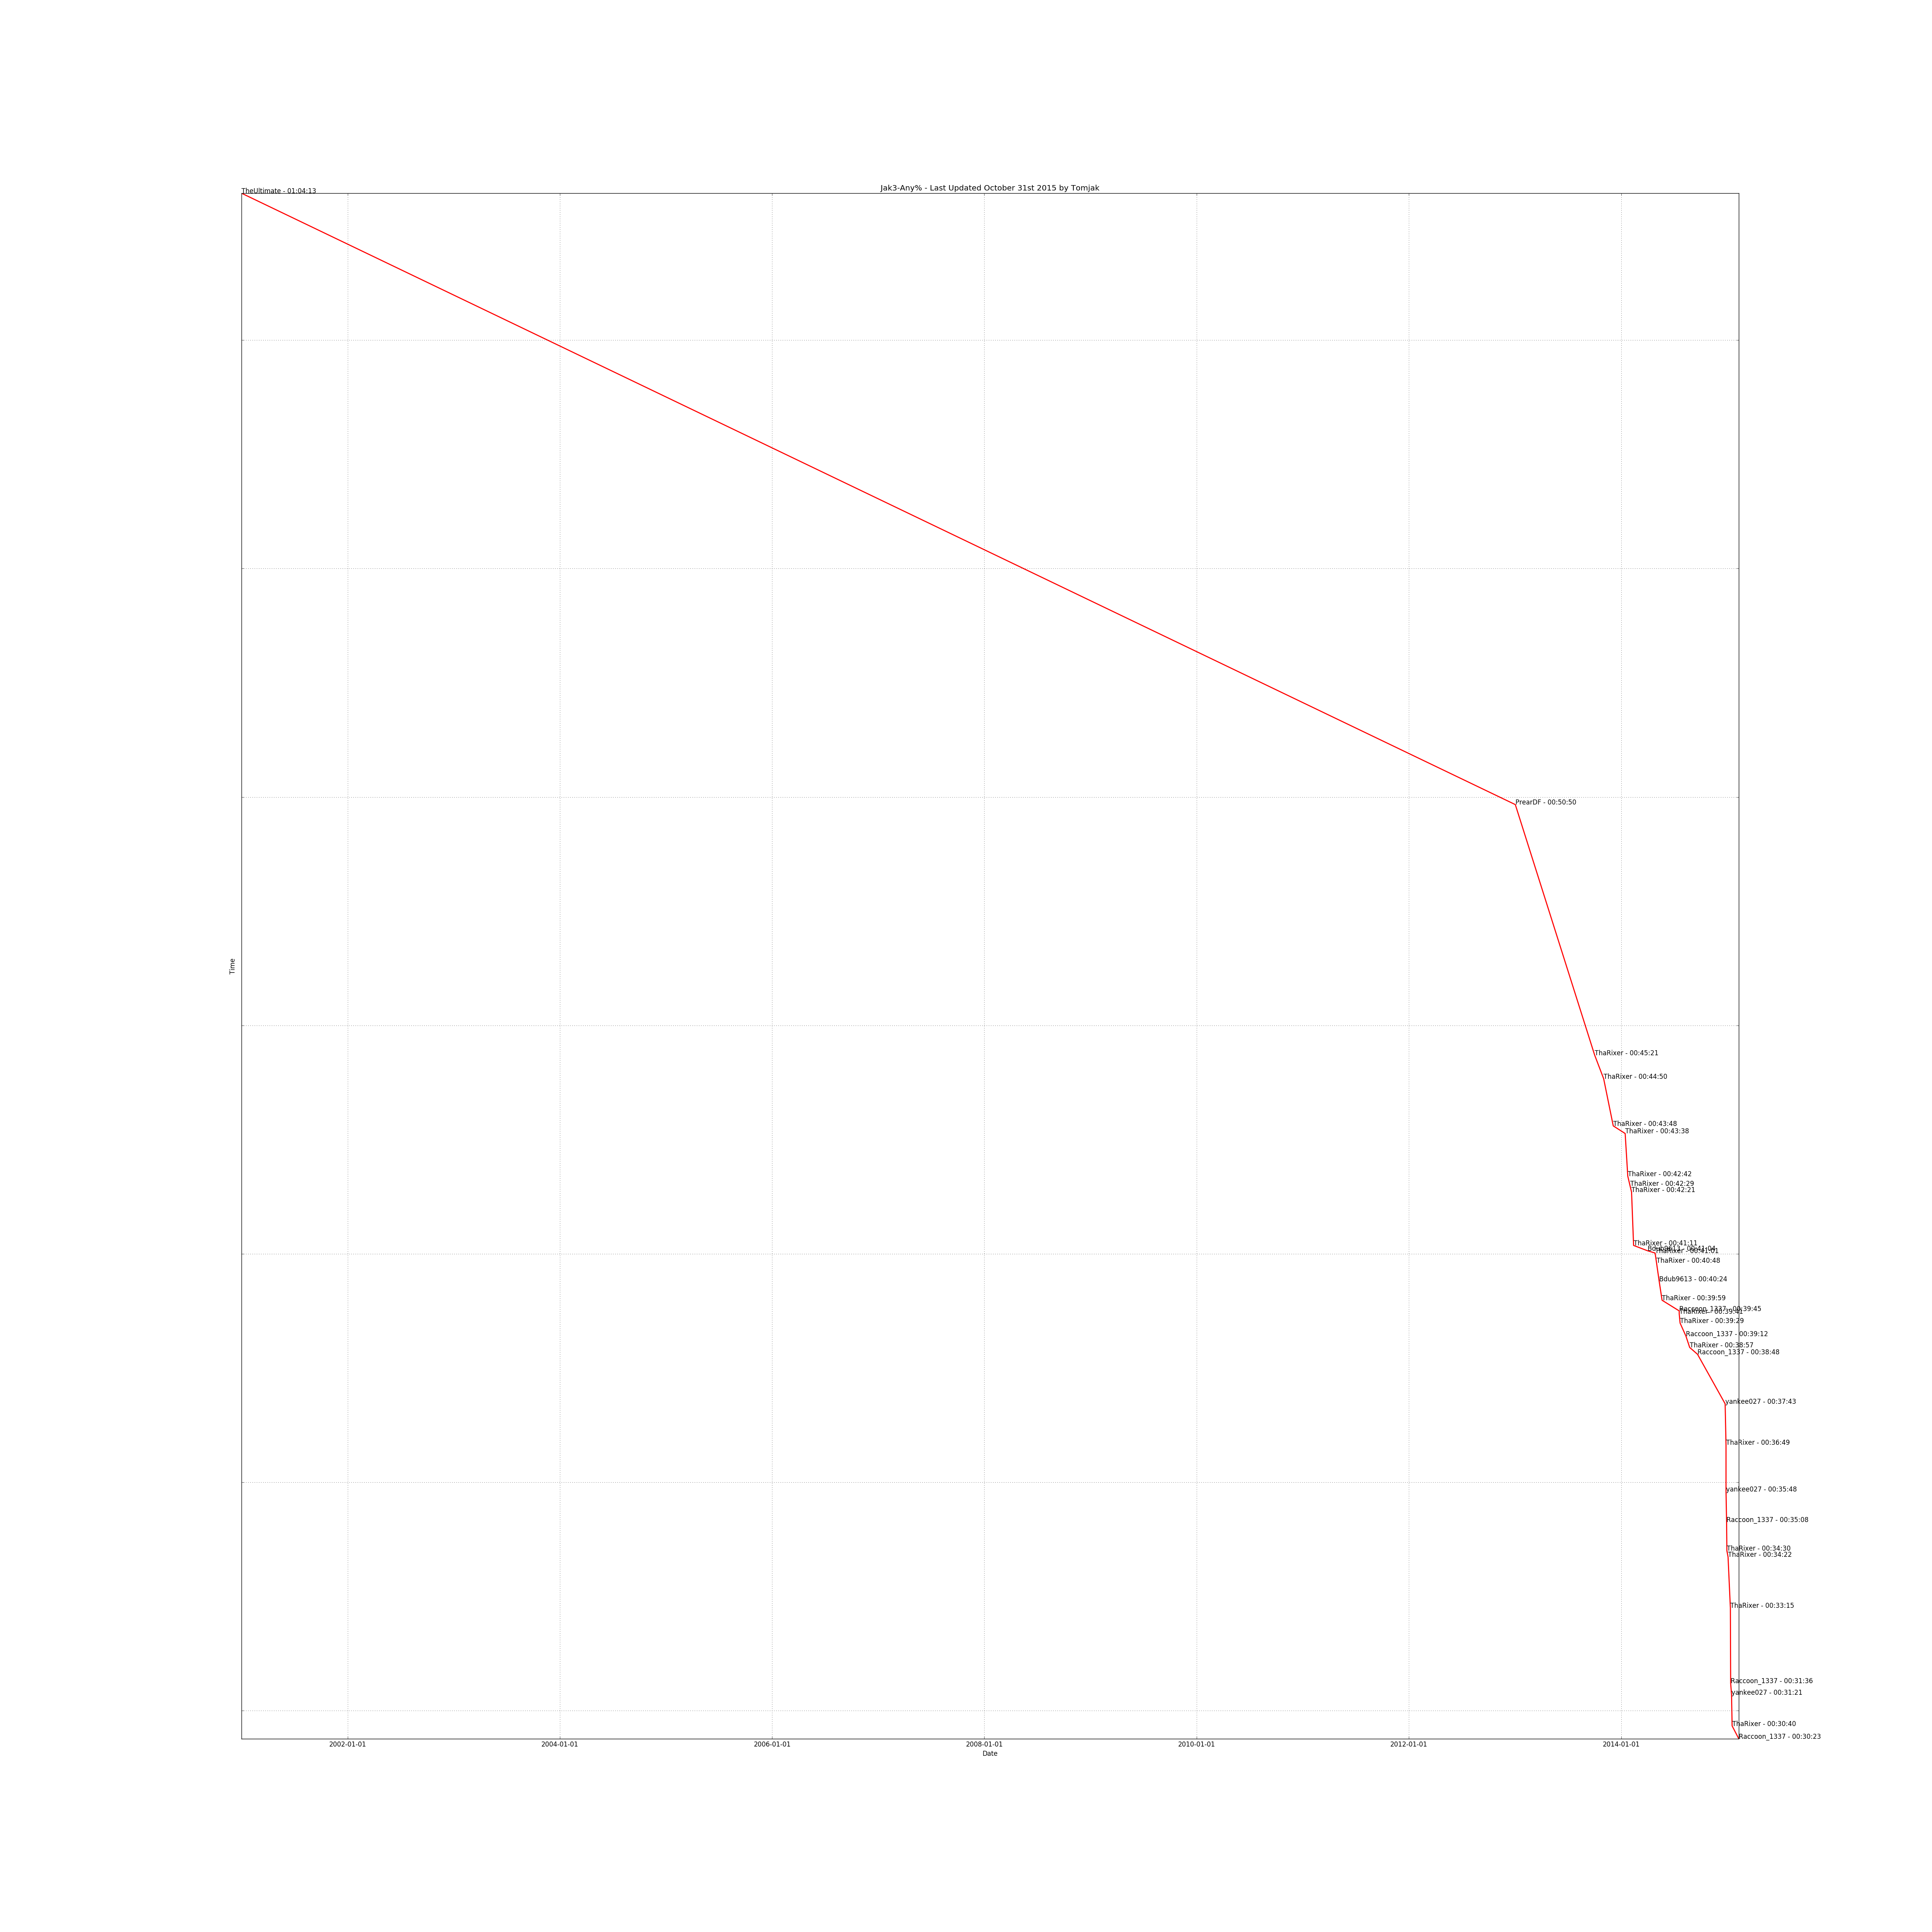 Jak3-Any% - Last Updated October 31st 2015 by Tomjak
TheUltimate - 01:04:13
PrearDF - 00:50:50
Time
ThaRixer - 00:45:21
ThaRixer - 00:44:50
ThaRixer - 00:43:48
ThaRixer - 00:43:38
ThaRixer - 00:42:42
ThaRixer - 00:42:29
ThaRixer - 00:42:21
ThaRixer - 00:41:11
Bdub9613 - 00:41:04
ThaRixer - 00:41:01
ThaRixer - 00:40:48
Bdub9613 - 00:40:24
ThaRixer - 00:39:59
Raccoon_1337 - 00:39:45
ThaRixer - 00:39:41
ThaRixer - 00:39:29
Raccoon_1337 - 00:39:12
ThaRixer - 00:38:57
Raccoon_1337 - 00:38:48
yankee027 - 00:37:43
ThaRixer - 00:36:49
yankee027 - 00:35:48
Raccoon_1337 - 00:35:08
ThaRixer - 00:34:30
ThaRixer - 00:34:22
ThaRixer - 00:33:15
Raccoon_1337 - 00:31:36
yankee027 - 00:31:21
ThaRixer - 00:30:40
Raccoon_1337 - 00:30:23
2002-01-01 2004-01-01 2006-01-01 2008-01-01 2010-01-01 2012-01-01 2014-01-01
Date